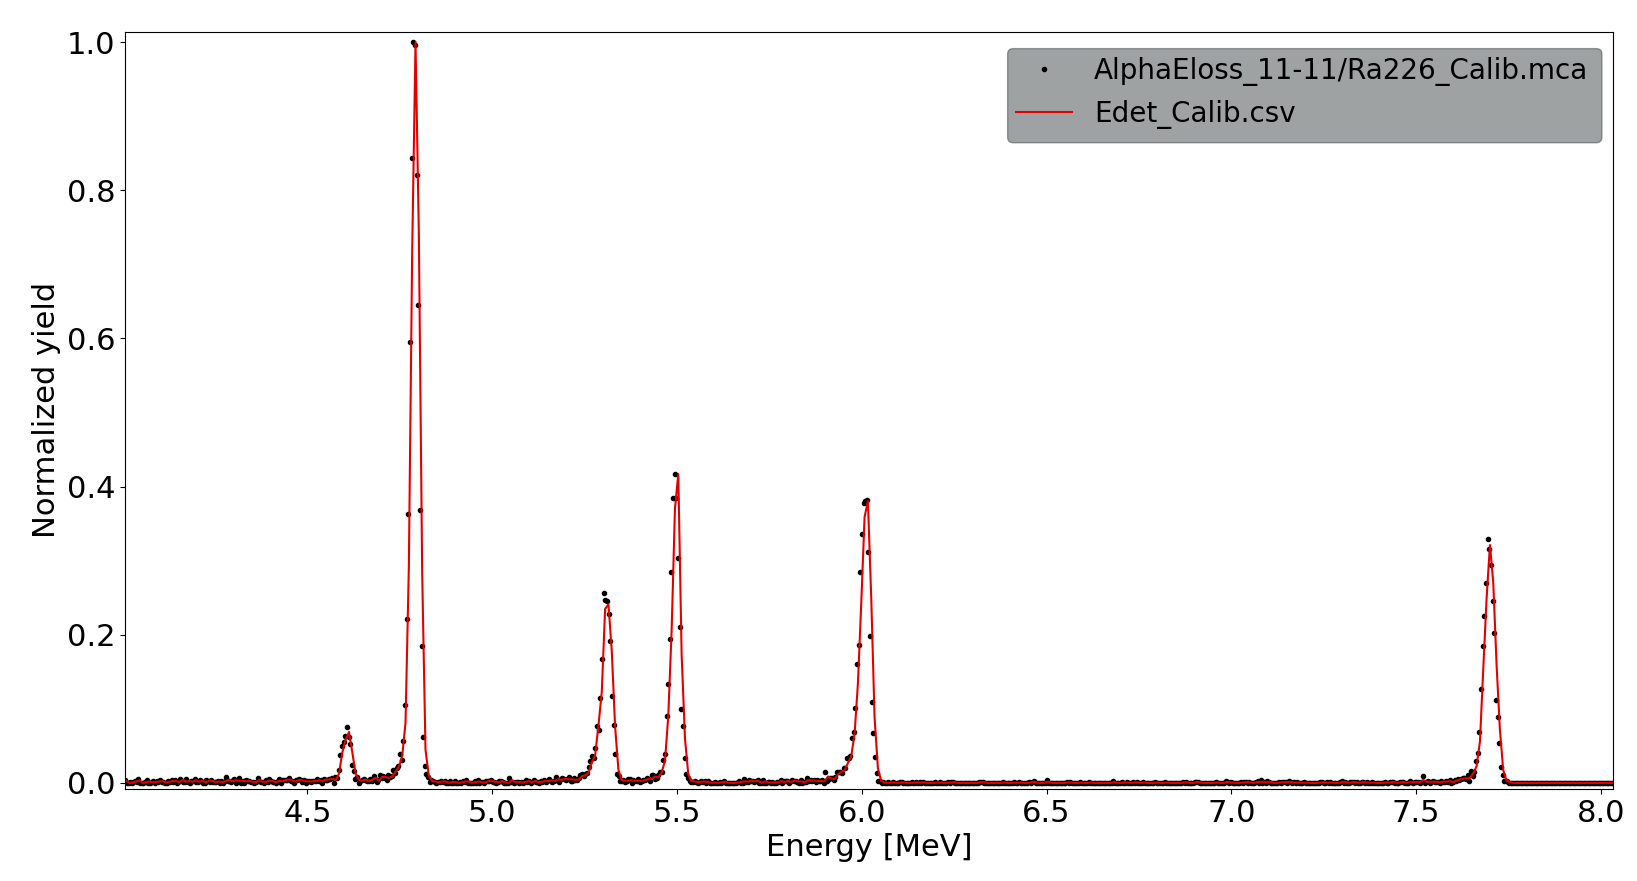 AlphaEloss_11-11/Ra226_Calib.mca
Edet_Calib.csv
1.0
0.8
0.6
0.4
0.2
0.0
Normalized yield
4.5 5.0 5.5 6.0 6.5 7.0 7.5 8.0
Energy [MeV]